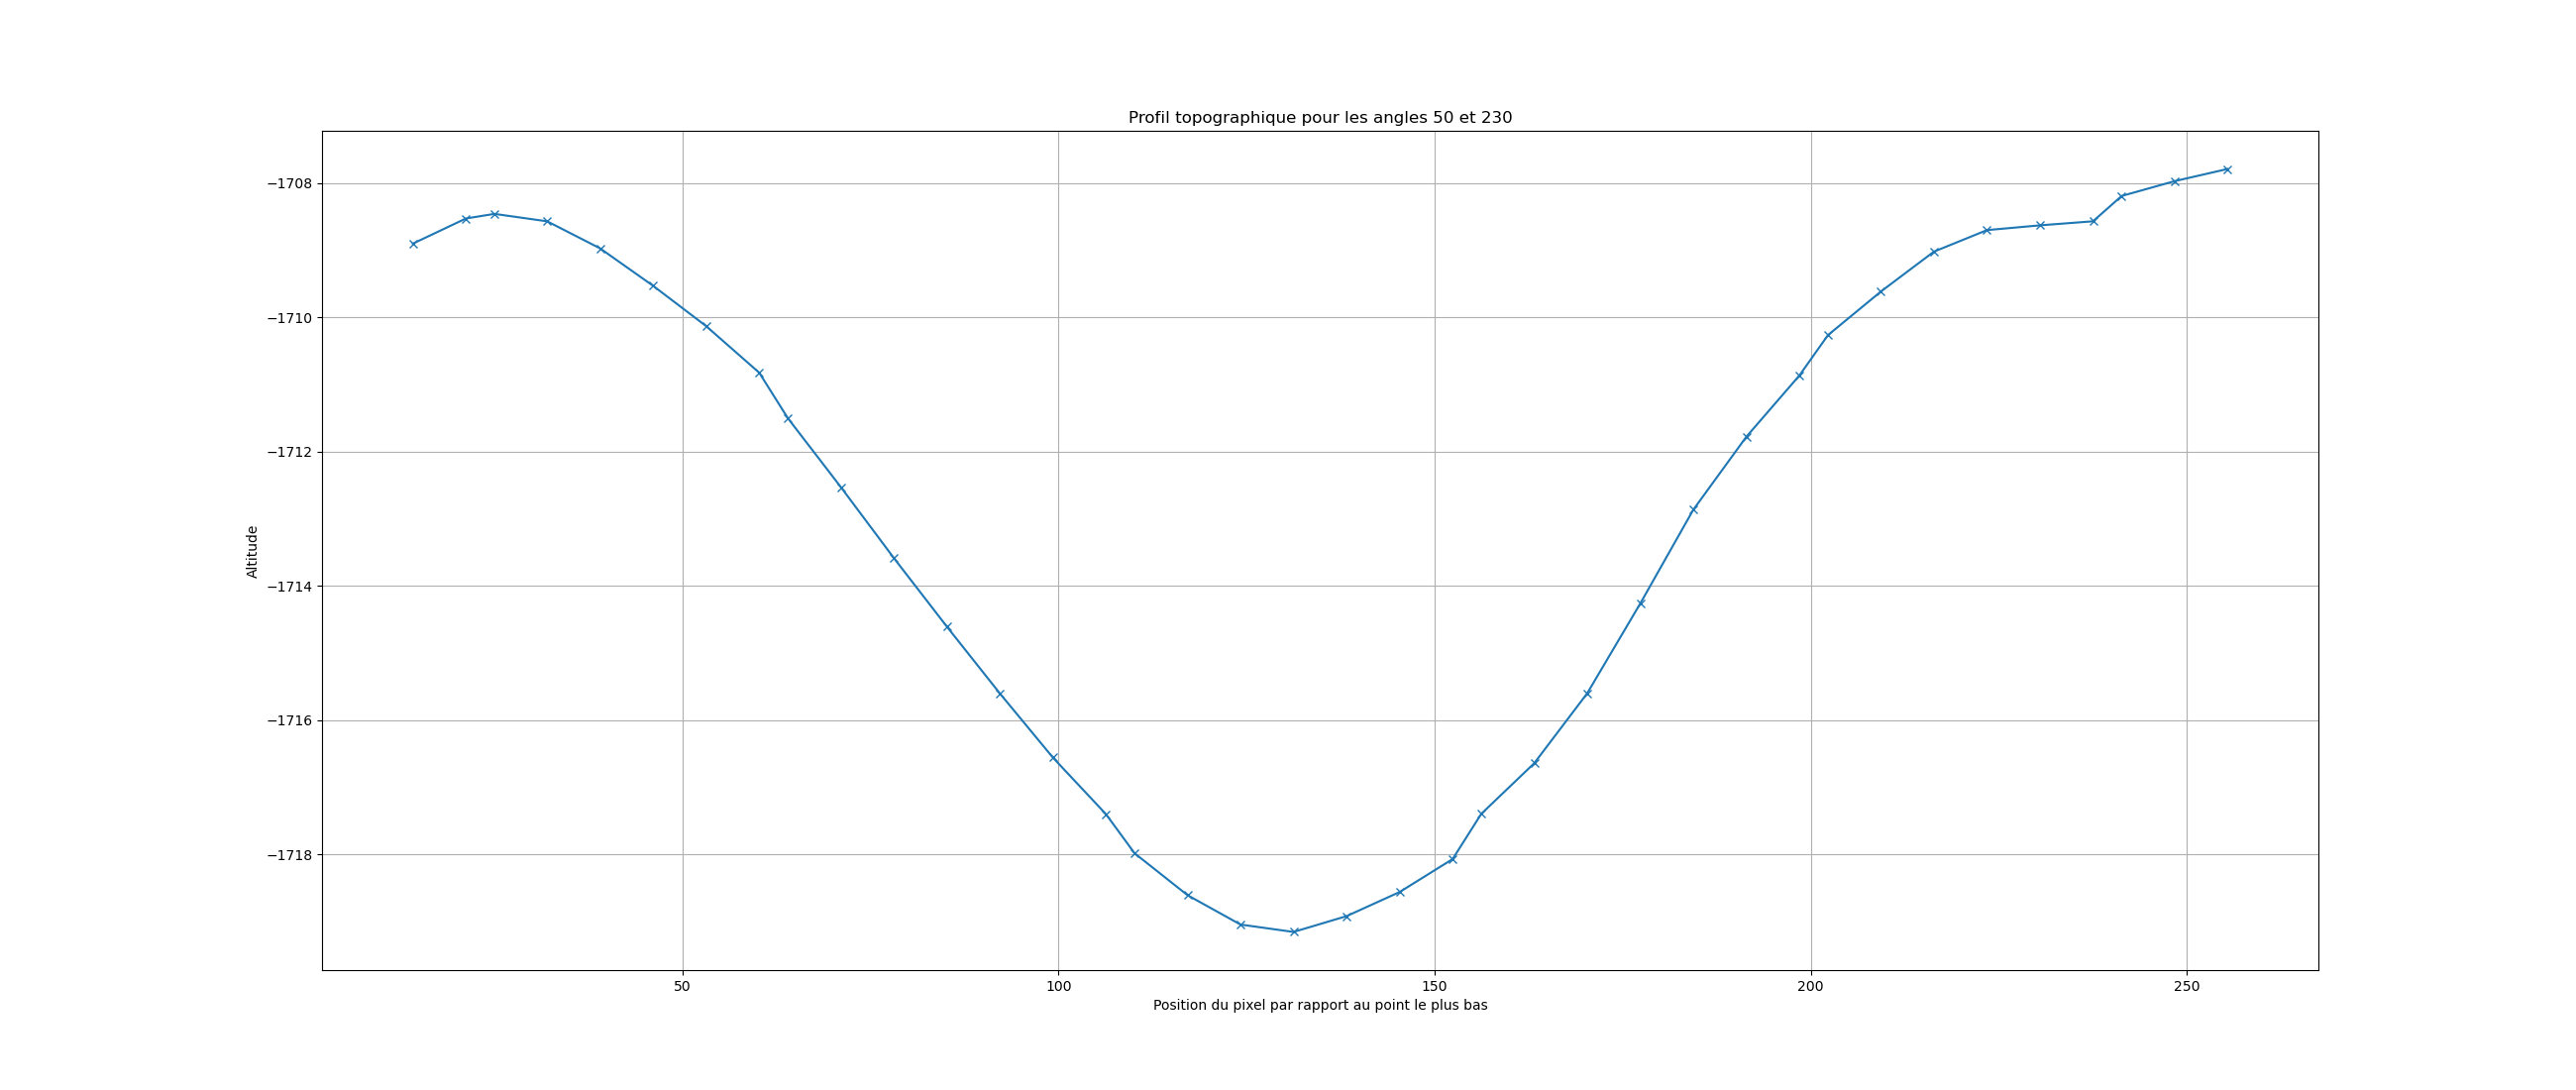 Profil topographique pour les angles 50 et 230
−1708
−1710
−1712
−1714
−1716
−1718
Altitude
50 100 150 200 250
Position du pixel par rapport au point le plus bas